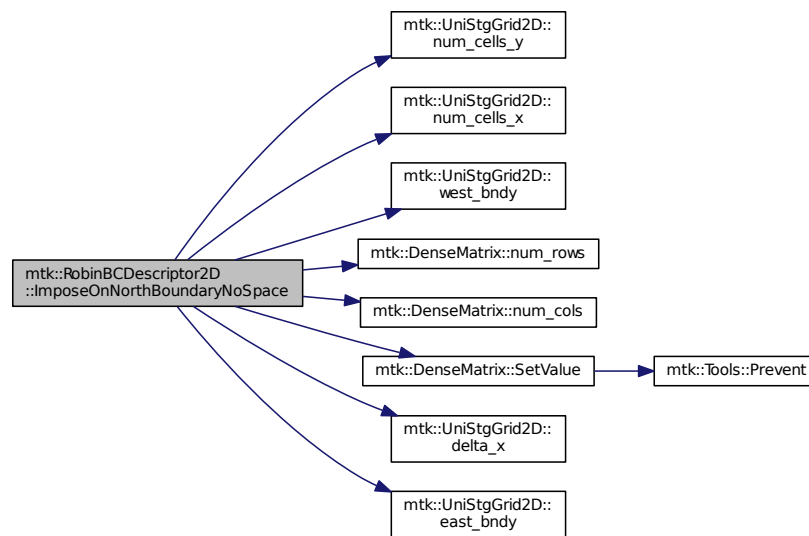 mtk::UniStgGrid2D::
num_cells_y
mtk::UniStgGrid2D::
num_cells_x
mtk::UniStgGrid2D::
west_bndy
mtk::RobinBCDescriptor2D
::ImposeOnNorthBoundaryNoSpace
mtk::DenseMatrix::num_rows
mtk::DenseMatrix::num_cols
mtk::DenseMatrix::SetValue
mtk::Tools::Prevent
mtk::UniStgGrid2D::
delta_x
mtk::UniStgGrid2D::
east_bndy